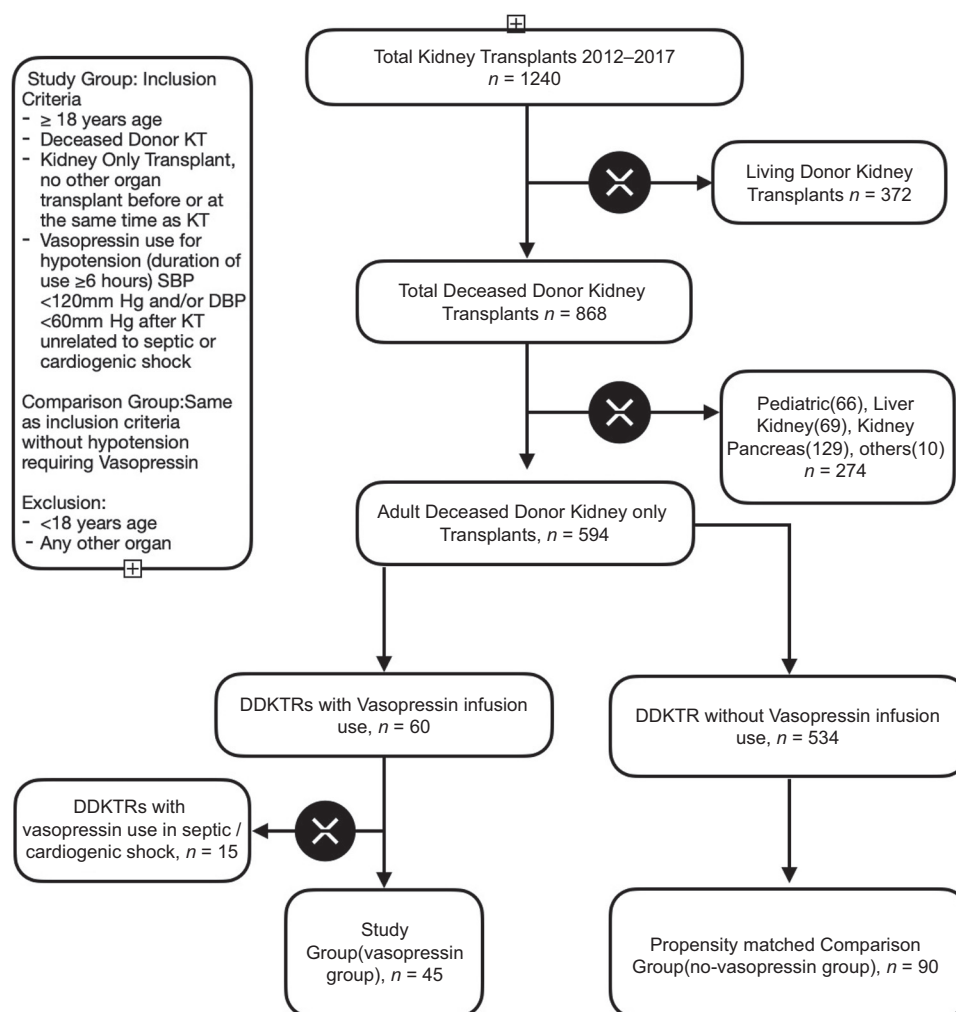 Study Group: Inclusion
Criteria
- ≥ 18 years age
- Deceased Donor KT
- Kidney Only Transplant,
no other organ
transplant before or at
the same time as KT
- Vasopressin use for
hypotension (duration of
use ≥6 hours) SBP
<120mm Hg and/or DBP
<60mm Hg after KT
unrelated to septic or
cardiogenic shock
Comparison Group:Same
as inclusion criteria
without hypotension
requiring Vasopressin
Exclusion:
- <18 years age
- Any other organ
Total Kidney Transplants 2012–2017
n = 1240
Living Donor Kidney
Transplants n = 372
Total Deceased Donor Kidney
Transplants n = 868
Pediatric(66), Liver
Kidney(69), Kidney
Pancreas(129), others(10)
n = 274
Adult Deceased Donor Kidney only
Transplants, n = 594
DDKTRs with Vasopressin infusion
use, n = 60
DDKTR without Vasopressin infusion
use, n = 534
DDKTRs with
vasopressin use in septic /
cardiogenic shock, n = 15
Study
Group(vasopressin
group), n = 45
Propensity matched Comparison
Group(no-vasopressin group), n = 90